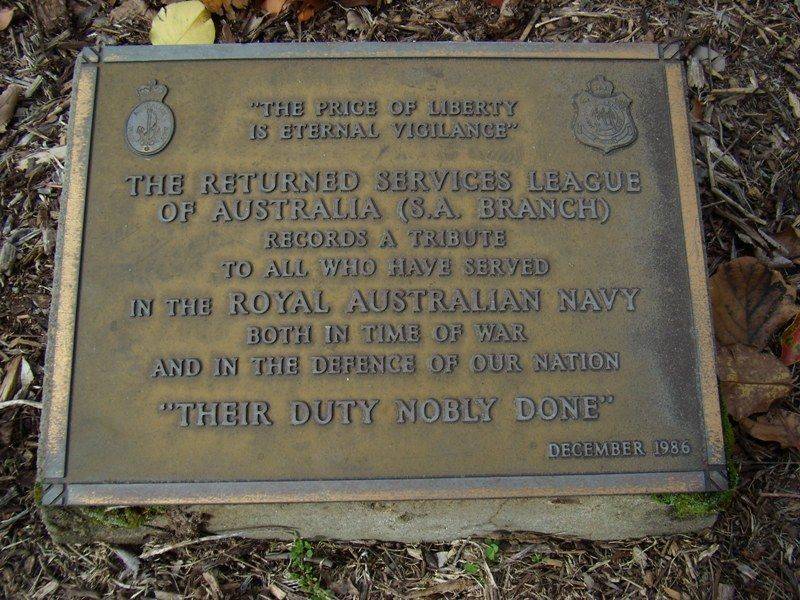 "THE PRICE OF LIBERTY
IS ETERNAL VIGILANCE"
THE RETURNED SERVICES LEAGUE
OF AUSTRALIA (S.A. BRANCH)
RECORDS A TRIBUTE
TO ALL WHO HAVE SERVED
IN THE ROYAL AUSTRALIAN NAVY
BOTH IN TIME OF WAR
AND IN THE DEFENCE OF OUR NATION
"THEIR DUTY NOBLY DONE"
DECEMBER 1986